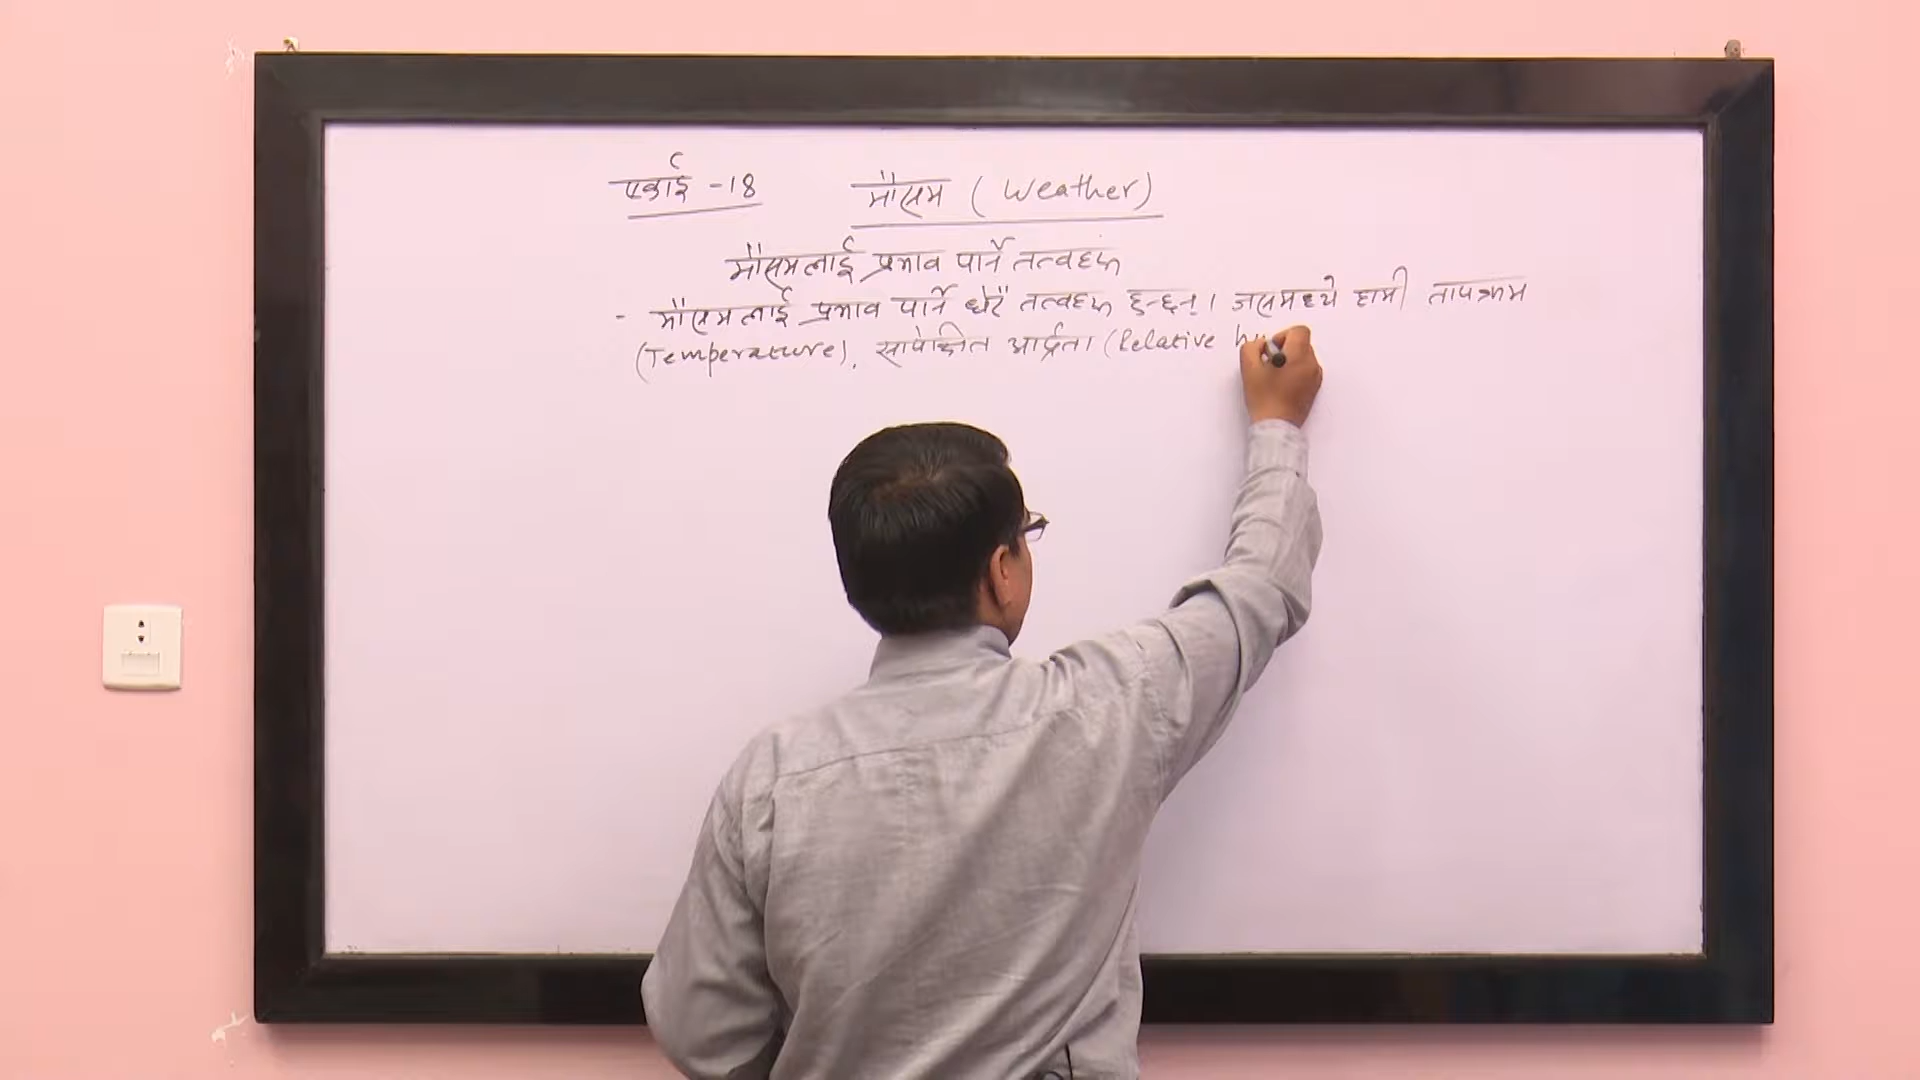 एकाई -18 मौसम ( Weather)
मौसमलाई प्रभाव पार्ने तत्वहरू
- मौसमलाई प्रभाव पार्ने धेरै तत्वहरू हुन्छन् । जसमध्ये हामी तापक्रम
(Temperature), सापेक्षित आर्द्रता (Relative